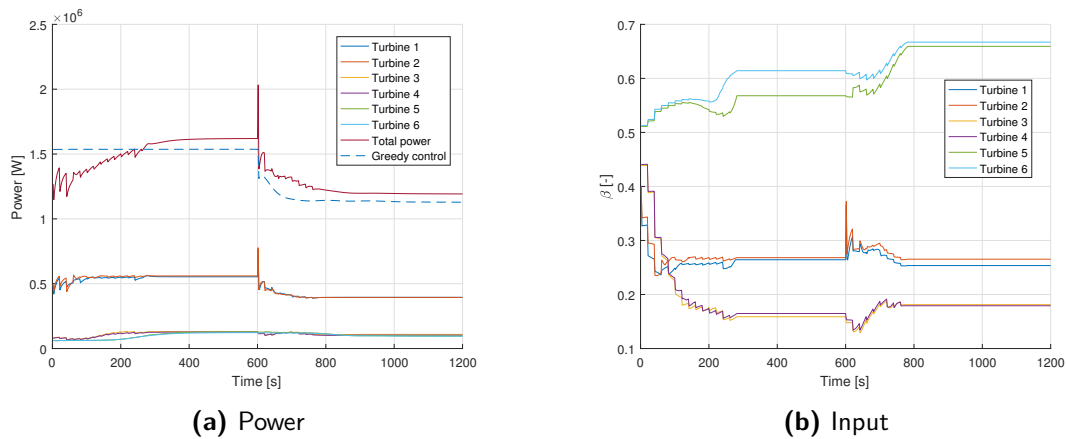 ×10^6
2.5
2
1.5
1
0.5
0
Power [W]
0 200 400 600 800 1000 1200
Time [s]
Turbine 1
Turbine 2
Turbine 3
Turbine 4
Turbine 5
Turbine 6
Total power
Greedy control
(a) Power
0.7
0.6
0.5
0.4
0.3
0.2
0.1
β [-]
0 200 400 600 800 1000 1200
Time [s]
Turbine 1
Turbine 2
Turbine 3
Turbine 4
Turbine 5
Turbine 6
(b) Input